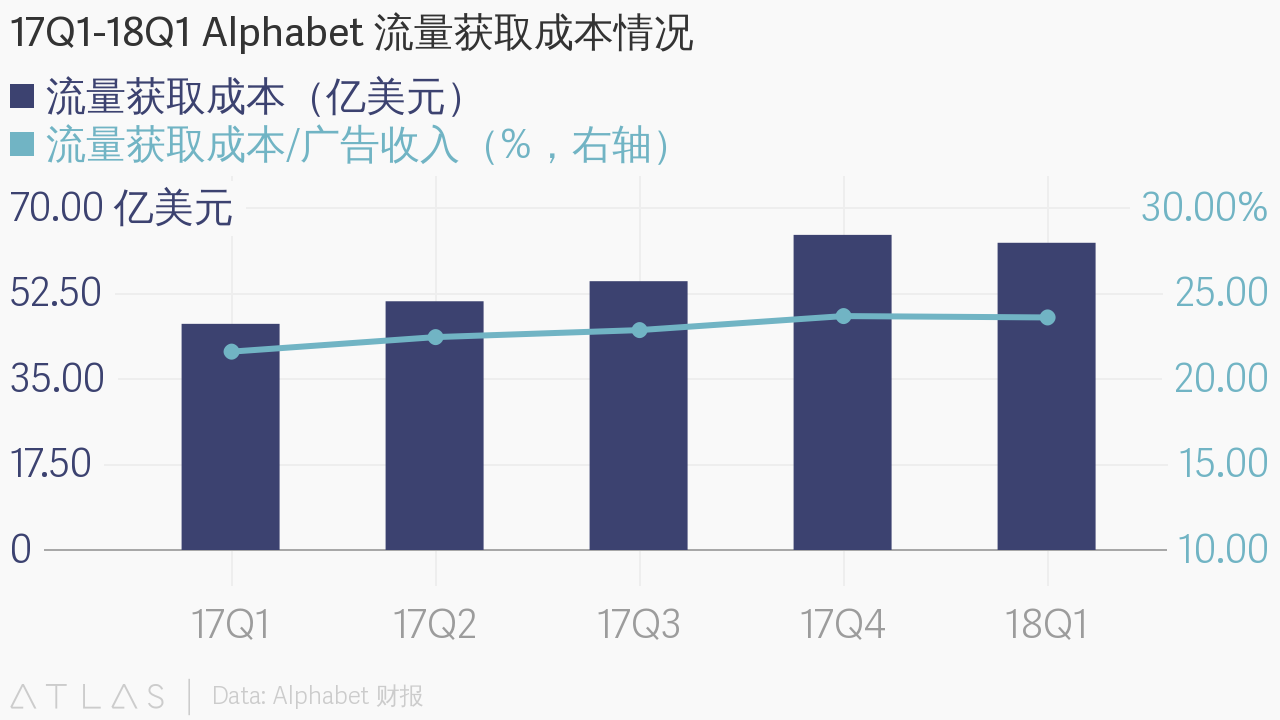 17Q1-18Q1 Alphabet 流量获取成本情况
流量获取成本（亿美元）
流量获取成本/广告收入（%，右轴）
70.00 亿美元 30.00%
52.50 25.00
35.00 20.00
17.50 15.00
0 10.00
17Q1 17Q2 17Q3 17Q4 18Q1
ATLAS | Data: Alphabet 财报